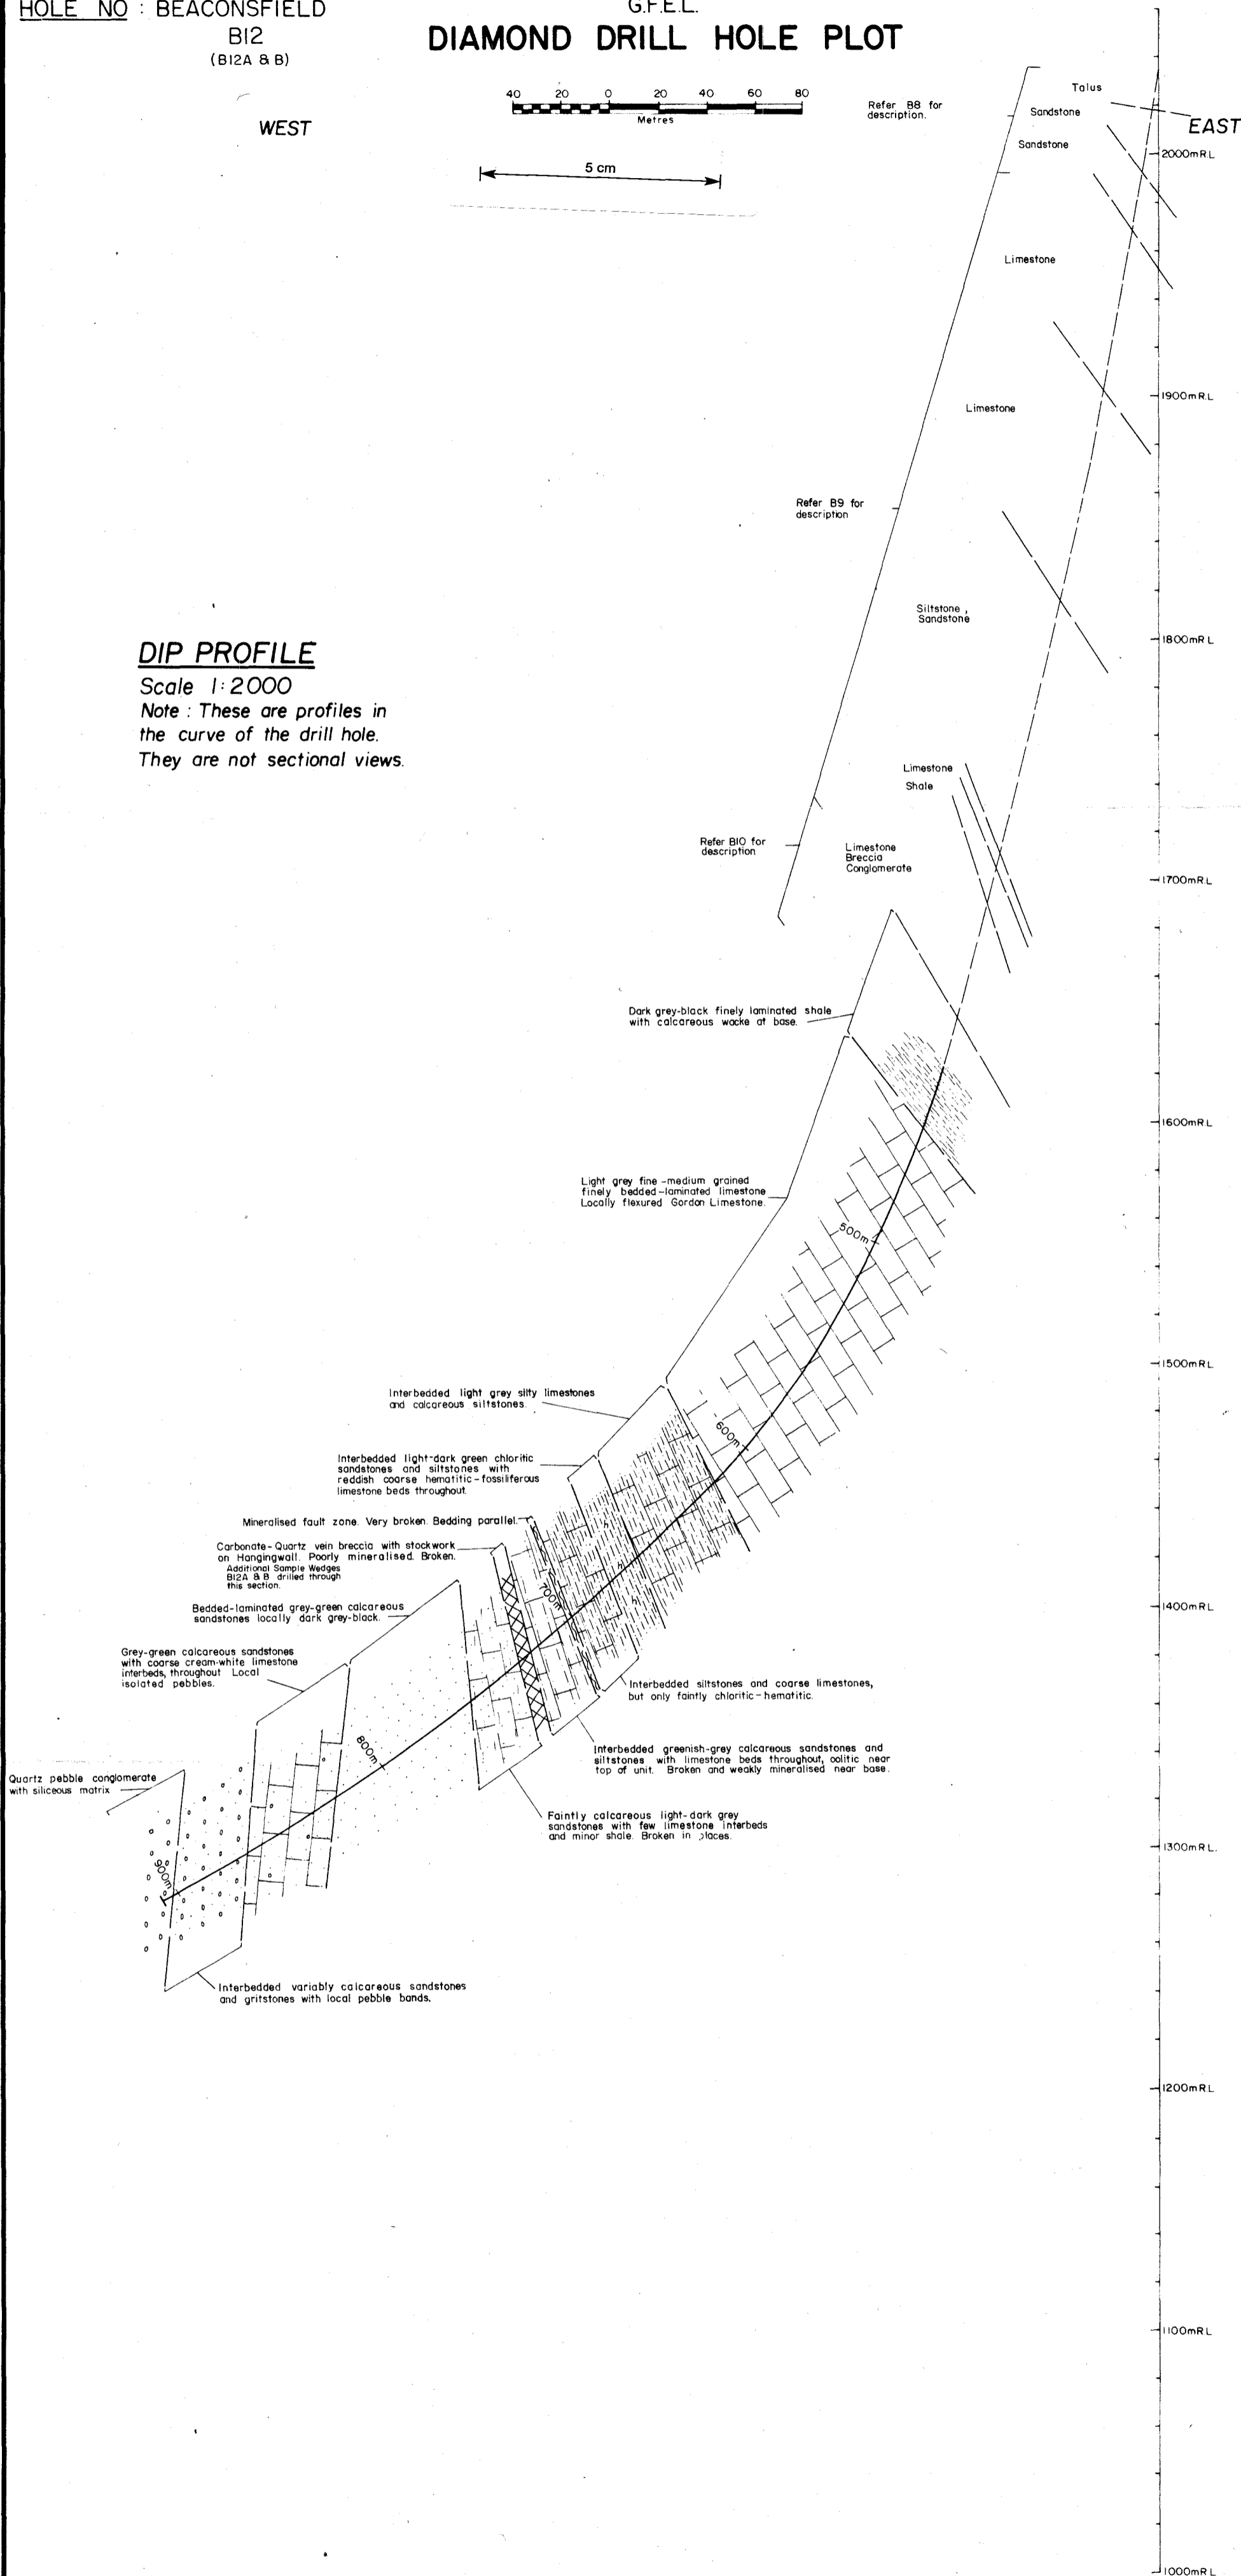 HOLE NO : BEACONSFIELD
B12
(B12A & B)
G.F.E.L.
DIAMOND DRILL HOLE PLOT
40 20 0 20 40 60 80
Metres
5 cm
WEST
EAST
Refer B8 for
description.
Talus
Sandstone
Sandstone
2000mR.L
Limestone
1900mR.L
Limestone
Refer B9 for
description
Siltstone ,
Sandstone
1800mR L
DIP PROFILE
Scale 1:2000
Note : These are profiles in
the curve of the drill hole.
They are not sectional views.
Limestone
Shale
Refer B10 for
description
Limestone
Breccia
Conglomerate
1700mR.L
Dark grey-black finely laminated shale
with calcareous wacke at base.
1600mR.L
Light grey fine-medium grained
finely bedded-laminated limestone
Locally flexured Gordon Limestone.
500m
1500mR.L
Interbedded light grey silty limestones
and calcareous siltstones.
600m
Interbedded light-dark green chloritic
sandstones and siltstones with
reddish coarse hematitic-fossiliferous
limestone beds throughout.
h
h
h
Mineralised fault zone. Very broken. Bedding parallel.
Carbonate-Quartz vein breccia with stockwork
on Hangingwall. Poorly mineralised. Broken.
Additional Sample Wedges
B12A & B drilled through
this section.
700m
Bedded-laminated grey-green calcareous
sandstones locally dark grey-black.
1400mR.L
Grey-green calcareous sandstones
with coarse cream-white limestone
interbeds, throughout Local
isolated pebbles.
Interbedded siltstones and coarse limestones,
but only faintly chloritic-hematitic.
800m
Interbedded greenish-grey calcareous sandstones and
siltstones with limestone beds throughout, oolitic near
top of unit. Broken and weakly mineralised near base.
Quartz pebble conglomerate
with siliceous matrix
Faintly calcareous light-dark grey
sandstones with few limestone interbeds
and minor shale. Broken in places.
1300mR L.
900m
Interbedded variably calcareous sandstones
and gritstones with local pebble bands.
1200mR.L
1100mR.L
1000mR L